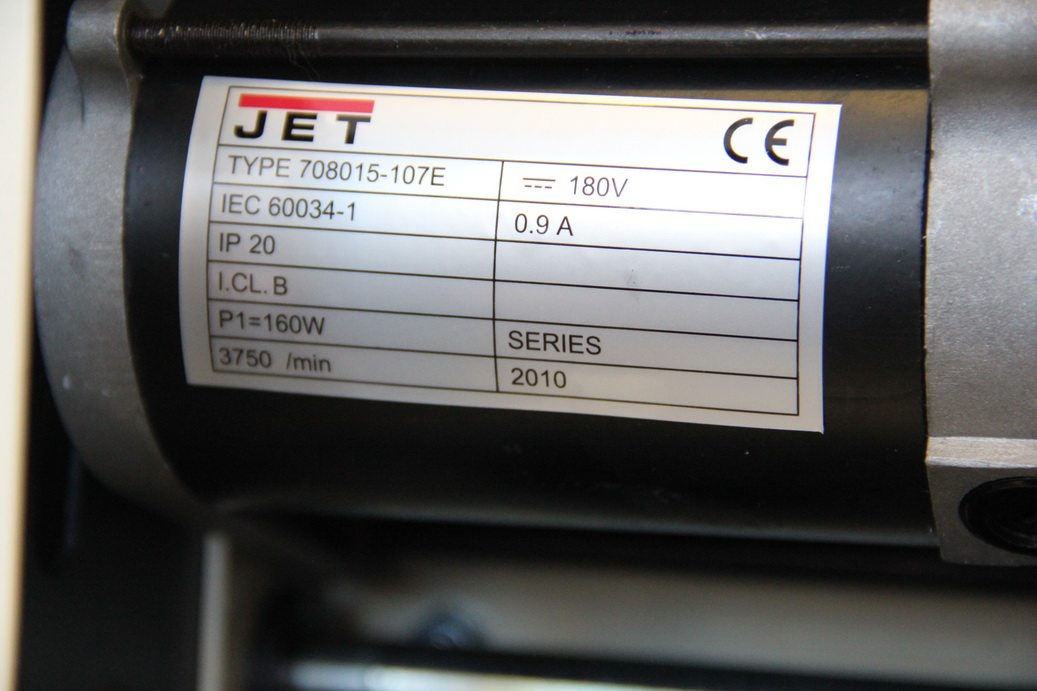 JET
CE
TYPE 708015-107E
⎓ 180V
IEC 60034-1
0.9 A
IP 20
I.CL. B
P1=160W
SERIES
3750 /min
2010